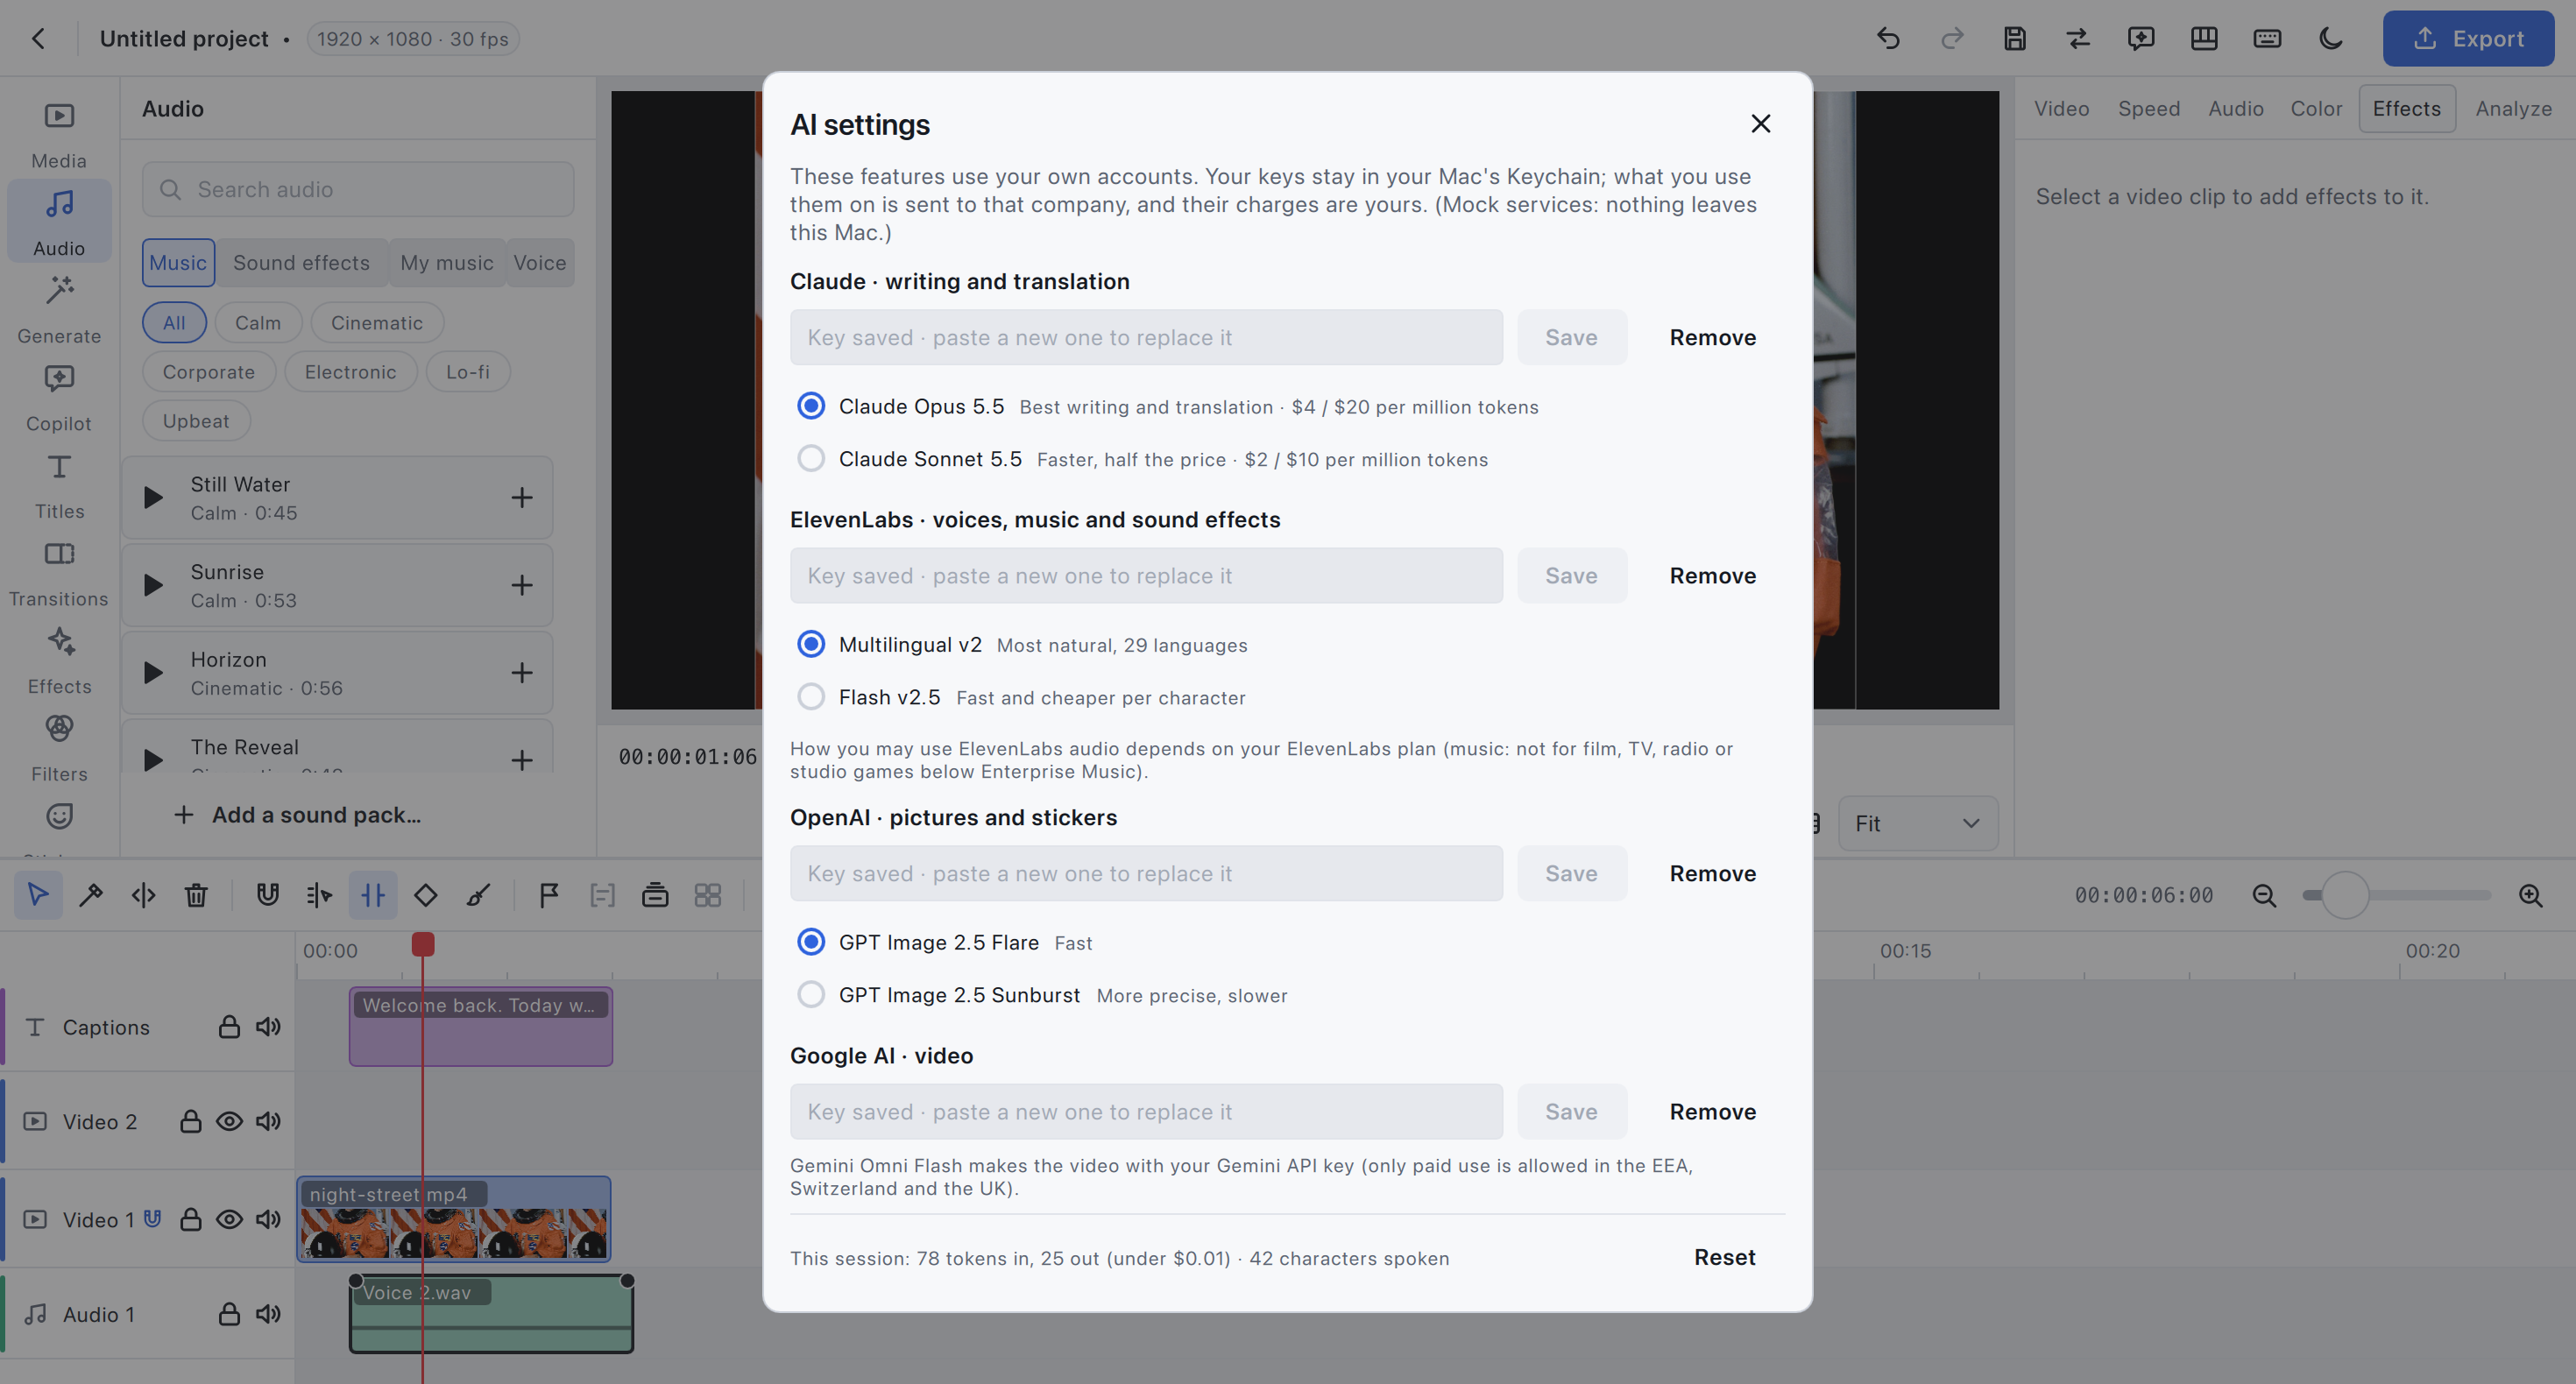 Untitled project •
1920 × 1080 · 30 fps
Export
Media
Audio
Generate
Copilot
Titles
Transitions
Effects
Filters
Audio
Search audio
Music
Sound effects
My music
Voice
All
Calm
Cinematic
Corporate
Electronic
Lo-fi
Upbeat
Still Water
Calm · 0:45
Sunrise
Calm · 0:53
Horizon
Cinematic · 0:56
The Reveal
Add a sound pack...
00:00:01:06
AI settings
These features use your own accounts. Your keys stay in your Mac's Keychain; what you use
them on is sent to that company, and their charges are yours. (Mock services: nothing leaves
this Mac.)
Claude · writing and translation
Key saved · paste a new one to replace it
Save
Remove
Claude Opus 5.5 Best writing and translation · $4 / $20 per million tokens
Claude Sonnet 5.5 Faster, half the price · $2 / $10 per million tokens
ElevenLabs · voices, music and sound effects
Key saved · paste a new one to replace it
Save
Remove
Multilingual v2 Most natural, 29 languages
Flash v2.5 Fast and cheaper per character
How you may use ElevenLabs audio depends on your ElevenLabs plan (music: not for film, TV, radio or
studio games below Enterprise Music).
OpenAI · pictures and stickers
Key saved · paste a new one to replace it
Save
Remove
GPT Image 2.5 Flare Fast
GPT Image 2.5 Sunburst More precise, slower
Google AI · video
Key saved · paste a new one to replace it
Save
Remove
Gemini Omni Flash makes the video with your Gemini API key (only paid use is allowed in the EEA,
Switzerland and the UK).
This session: 78 tokens in, 25 out (under $0.01) · 42 characters spoken
Reset
Video
Speed
Audio
Color
Effects
Analyze
Select a video clip to add effects to it.
Fit
00:00:06:00
00:00
00:15
00:20
Captions
Welcome back. Today w...
Video 2
Video 1
night-street.mp4
Audio 1
Voice 2.wav